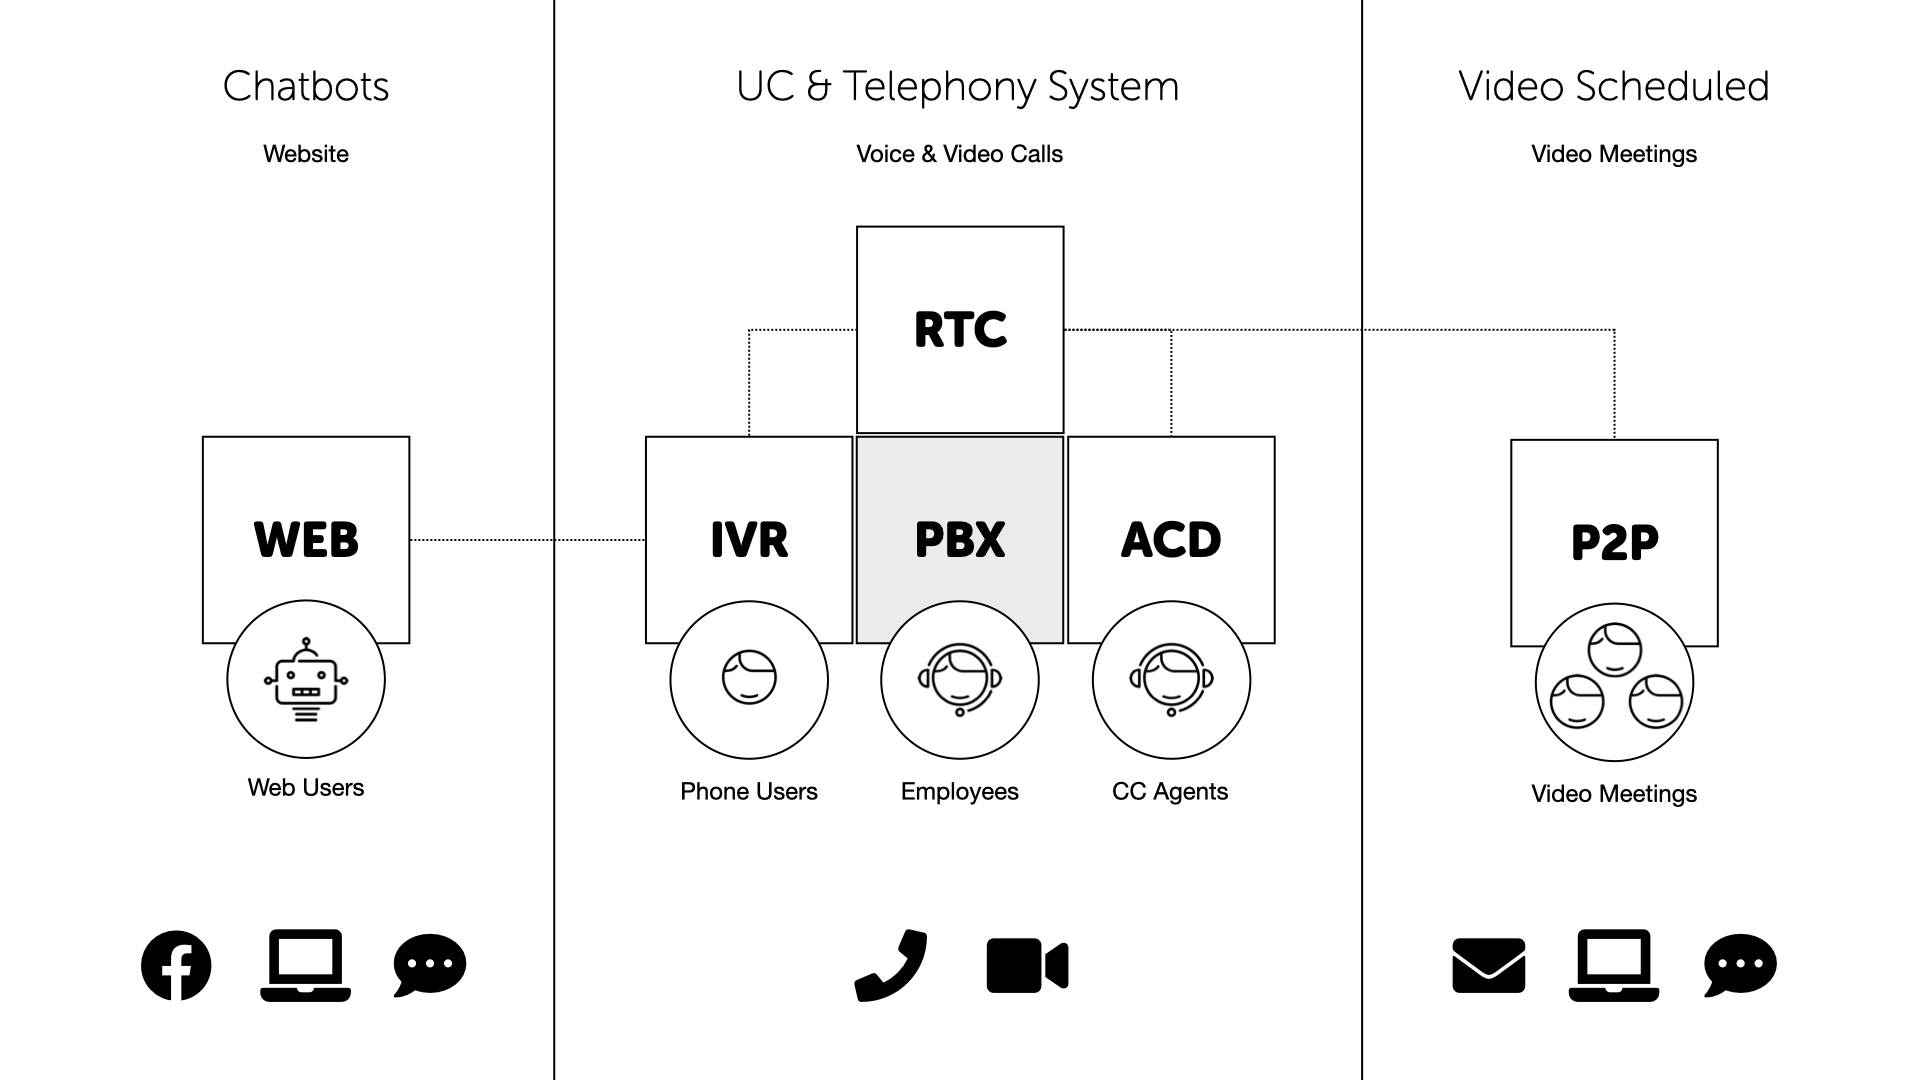 Chatbots
Website
UC & Telephony System
Voice & Video Calls
Video Scheduled
Video Meetings
RTC
WEB
IVR
PBX
ACD
P2P
Web Users
Phone Users
Employees
CC Agents
Video Meetings